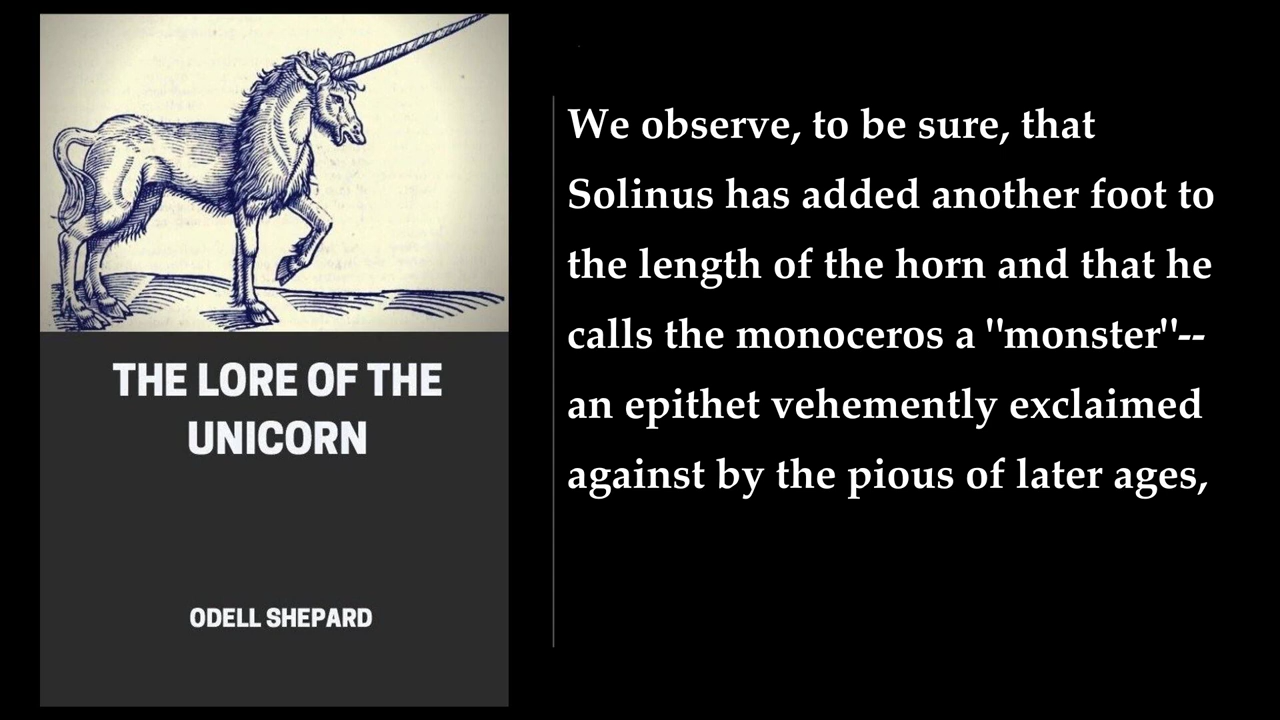 THE LORE OF THE
UNICORN
ODELL SHEPARD
We observe, to be sure, that
Solinus has added another foot to
the length of the horn and that he
calls the monoceros a "monster"--
an epithet vehemently exclaimed
against by the pious of later ages,